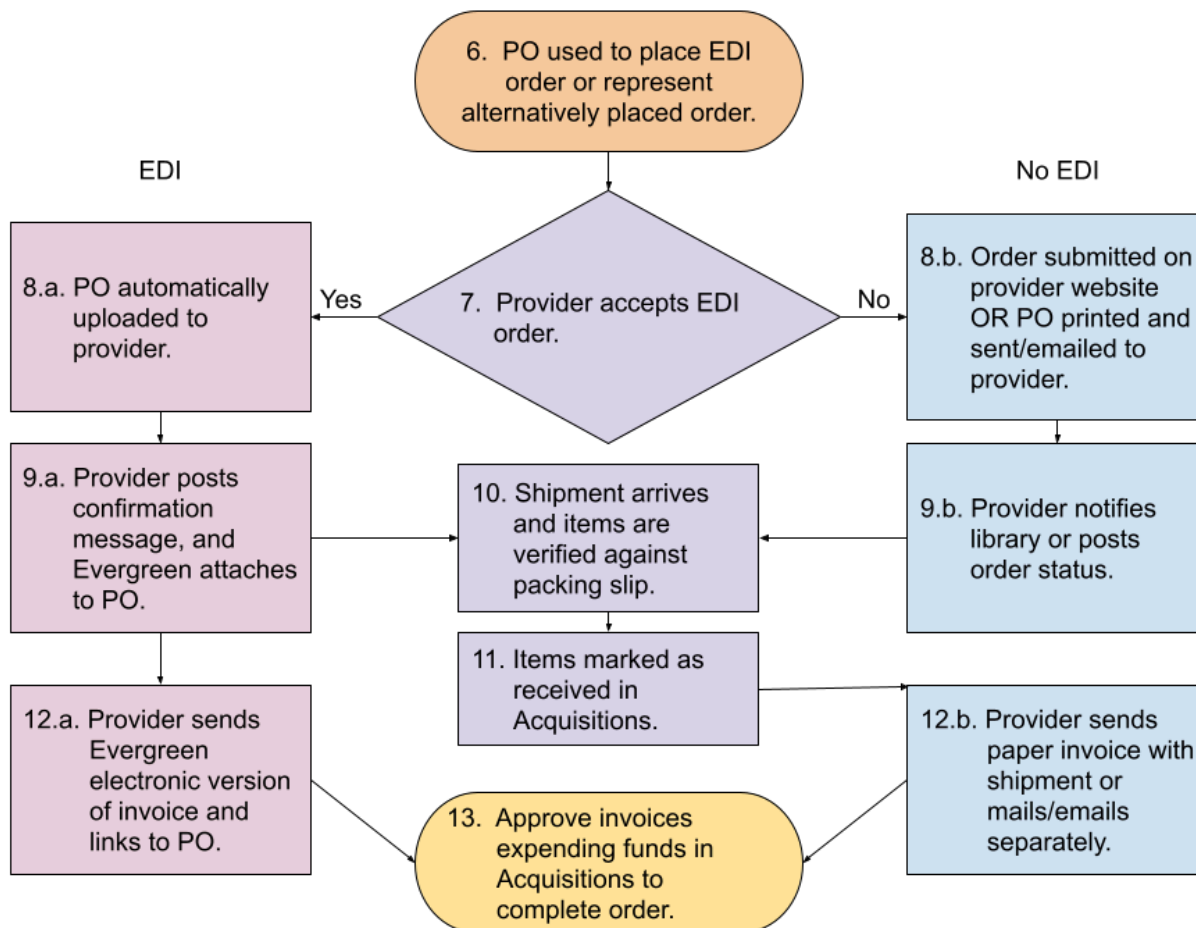 6. PO used to place EDI
order or represent
alternatively placed order.
EDI
No EDI
8.a. PO automatically
uploaded to
provider.
Yes
7. Provider accepts EDI
order.
No
8.b. Order submitted on
provider website
OR PO printed and
sent/emailed to
provider.
9.a. Provider posts
confirmation
message, and
Evergreen attaches
to PO.
10. Shipment arrives
and items are
verified against
packing slip.
9.b. Provider notifies
library or posts
order status.
11. Items marked as
received in
Acquisitions.
12.a. Provider sends
Evergreen
electronic version
of invoice and
links to PO.
12.b. Provider sends
paper invoice with
shipment or
mails/emails
separately.
13. Approve invoices
expending funds in
Acquisitions to
complete order.